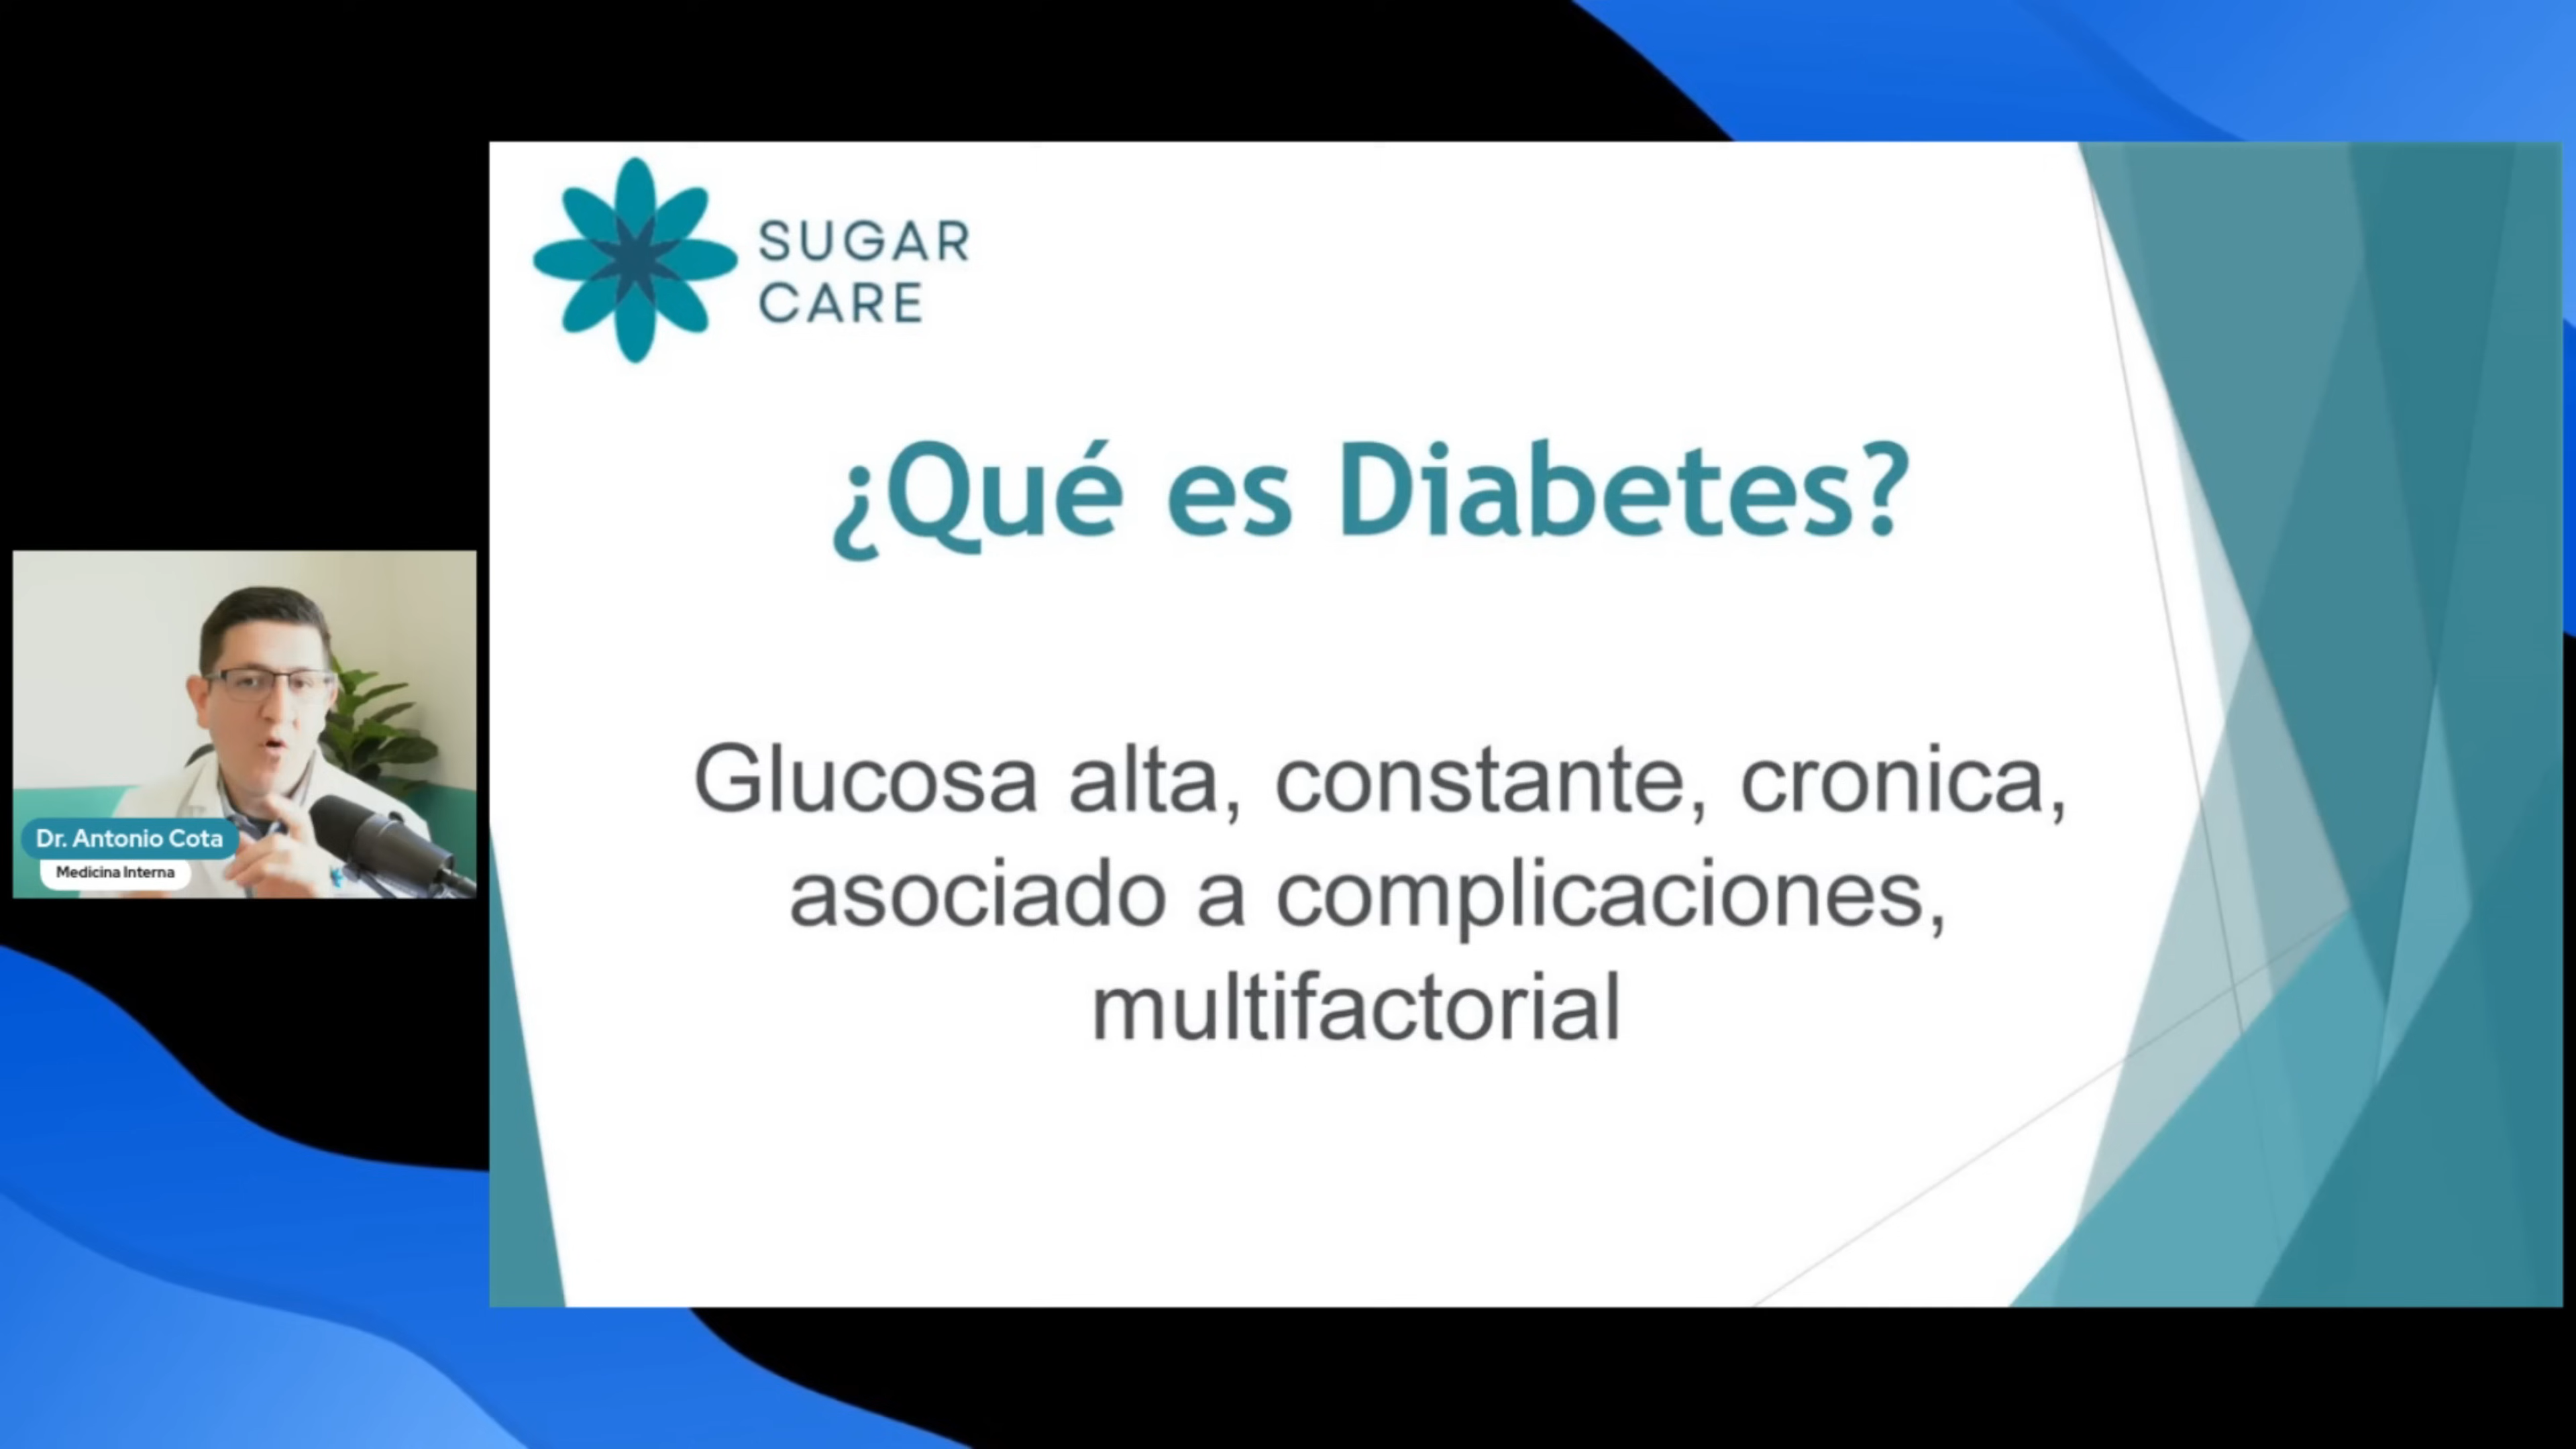 SUGAR
CARE
¿Qué es Diabetes?
Glucosa alta, constante, cronica,
asociado a complicaciones,
multifactorial
Dr. Antonio Cota
Medicina Interna